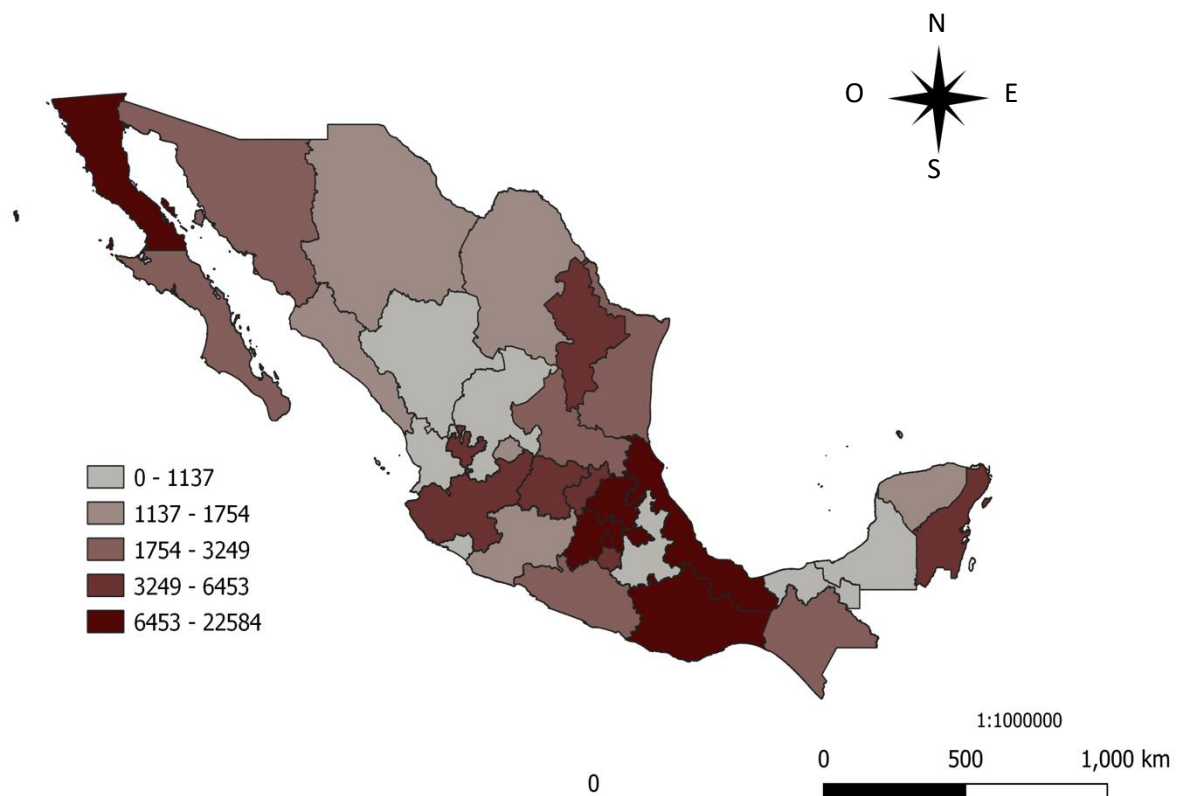 N
O
E
S
0 - 1137
1137 - 1754
1754 - 3249
3249 - 6453
6453 - 22584
1:1000000
0 500 1,000 km
0